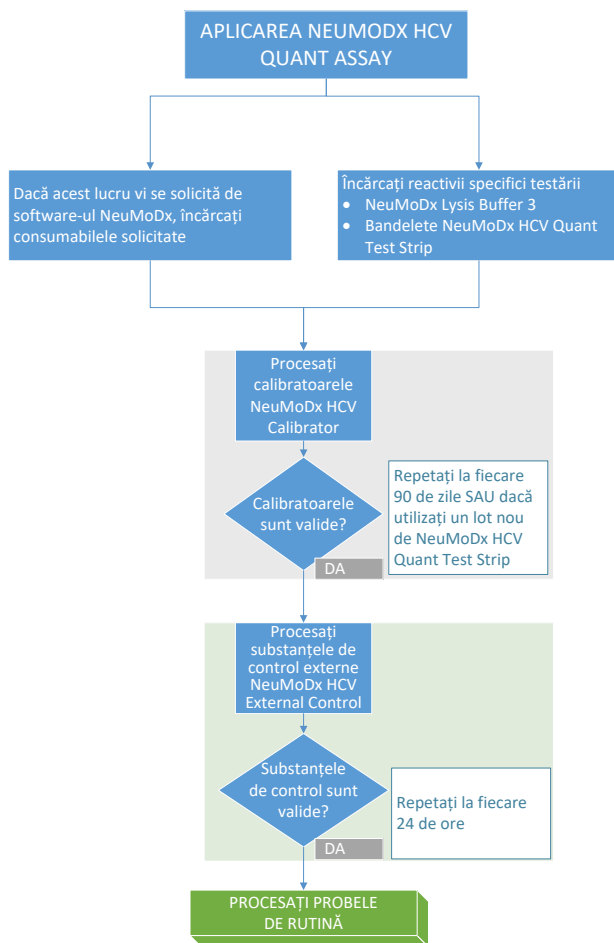 APLICAREA NEUMODX HCV
QUANT ASSAY
Dacă acest lucru vi se solicită de
software-ul NeuMoDx, încărcați
consumabilele solicitate
Încărcați reactivii specifici testării
• NeuMoDx Lysis Buffer 3
• Bandelete NeuMoDx HCV Quant
Test Strip
Procesați
calibratoarele
NeuMoDx HCV
Calibrator
Calibratoarele
sunt valide?
Repetați la fiecare
90 de zile SAU dacă
utilizați un lot nou
de NeuMoDx HCV
Quant Test Strip
DA
Procesați
substanțele de
control externe
NeuMoDx HCV
External Control
Substanțele
de control sunt
valide?
Repetați la fiecare
24 de ore
DA
PROCESAȚI PROBELE
DE RUTINĂ